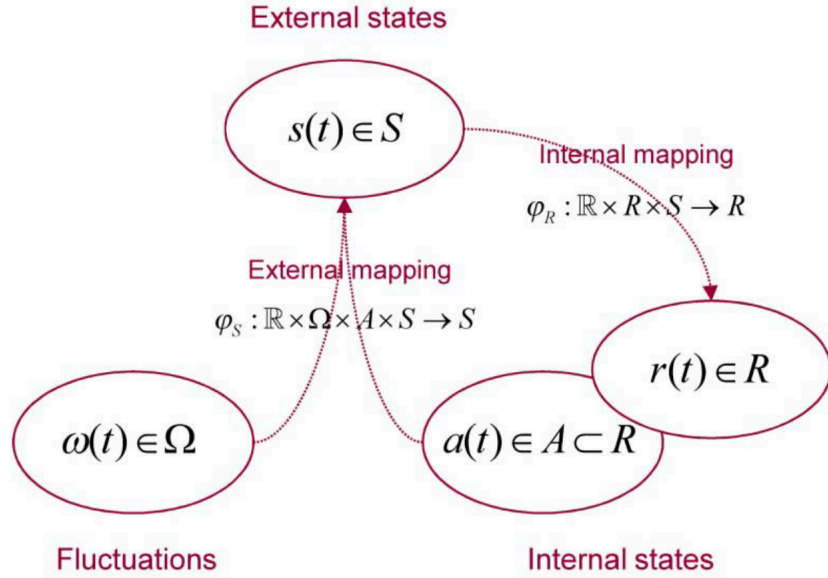 External states
s(t) ∈ S
Internal mapping
φ_R : ℝ × R × S → R
External mapping
φ_S : ℝ × Ω × A × S → S
r(t) ∈ R
ω(t) ∈ Ω
a(t) ∈ A ⊂ R
Fluctuations
Internal states